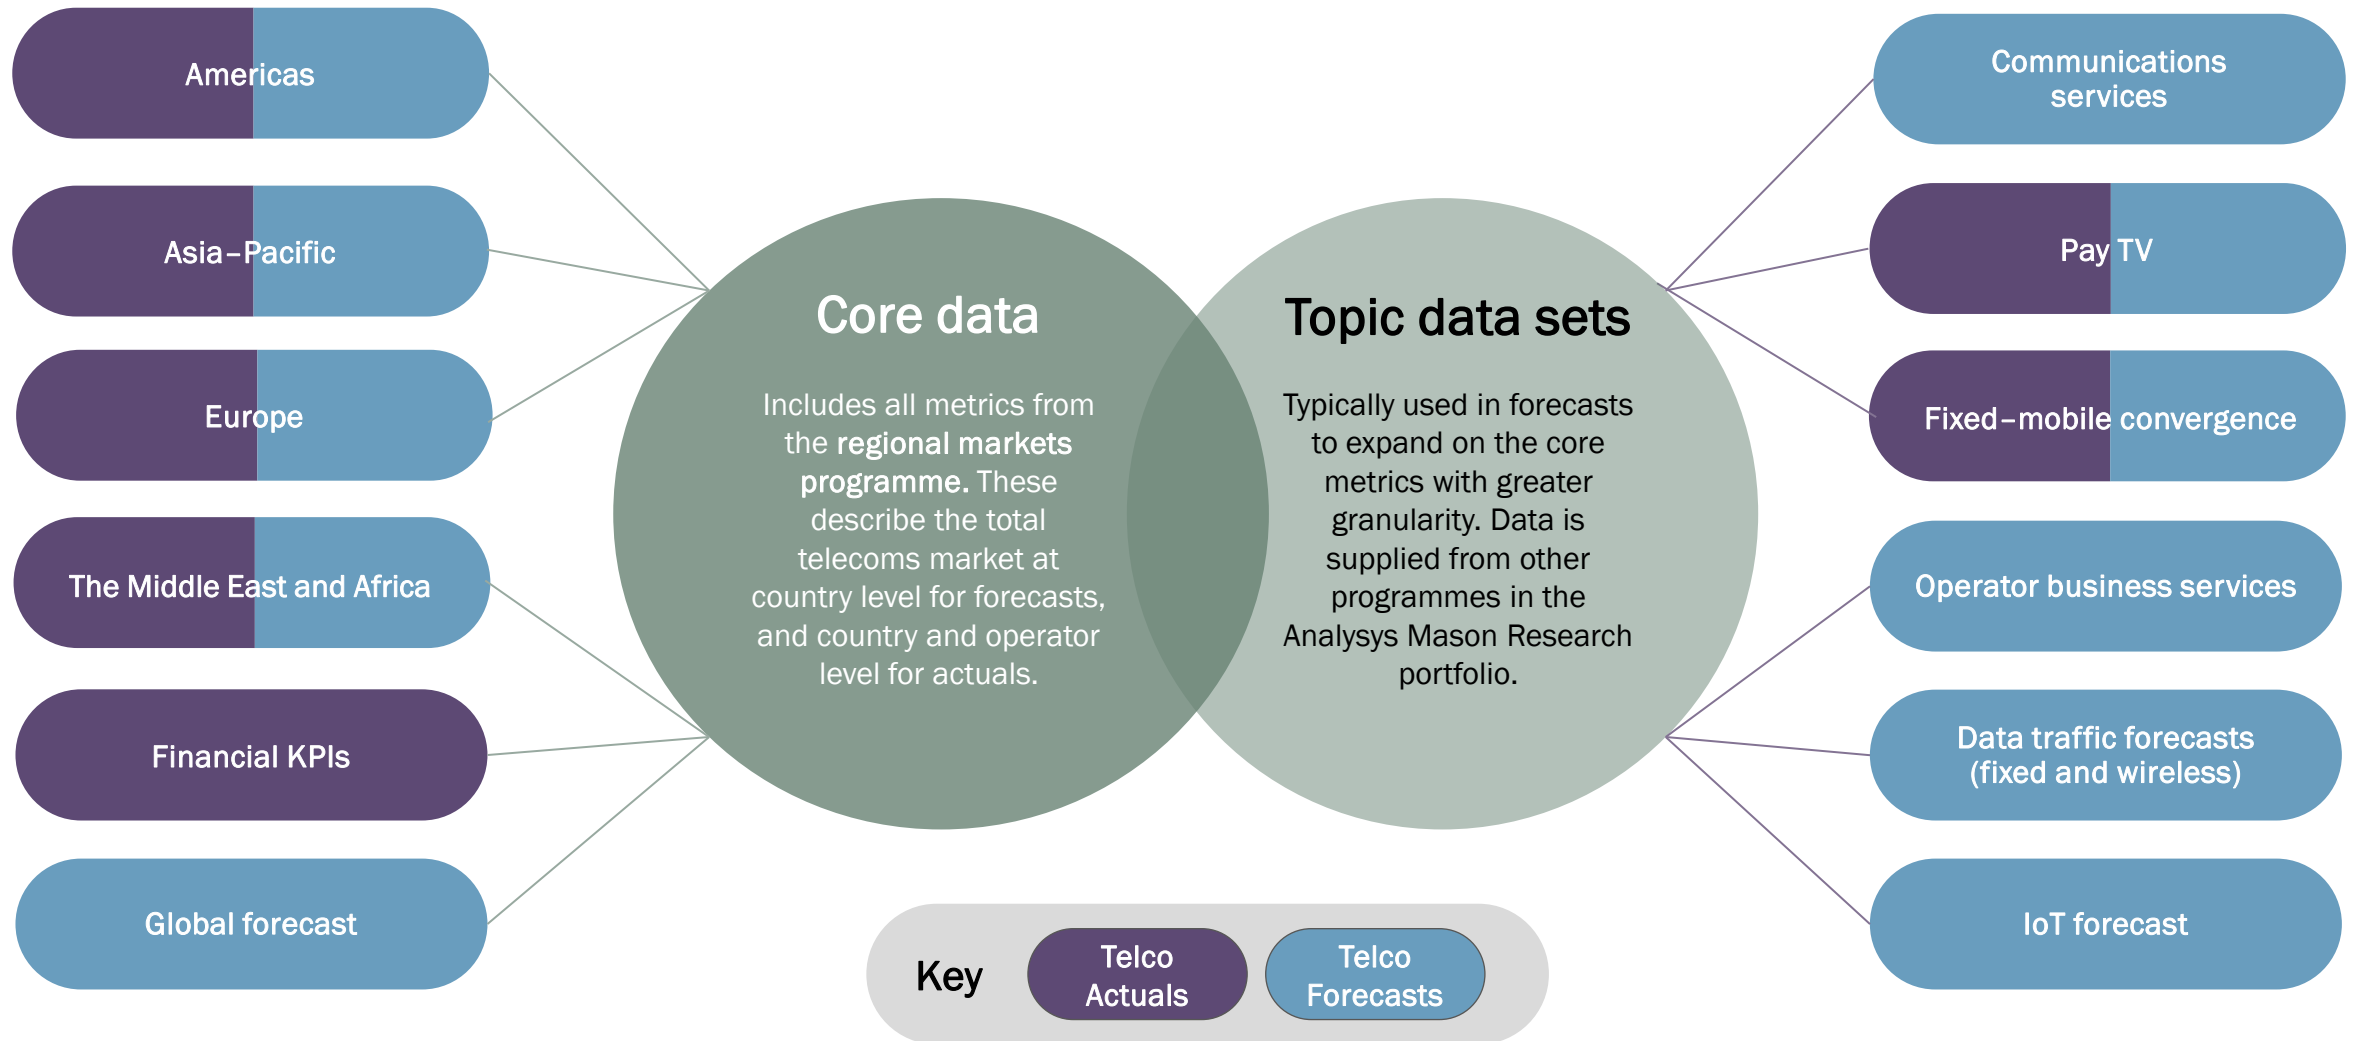 Americas
Asia–Pacific
Europe
The Middle East and Africa
Financial KPIs
Global forecast
Core data
Includes all metrics from
the regional markets
programme. These
describe the total
telecoms market at
country level for forecasts,
and country and operator
level for actuals.
Topic data sets
Typically used in forecasts
to expand on the core
metrics with greater
granularity. Data is
supplied from other
programmes in the
Analysys Mason Research
portfolio.
Communications
services
Pay TV
Fixed–mobile convergence
Operator business services
Data traffic forecasts
(fixed and wireless)
IoT forecast
Key
Telco
Actuals
Telco
Forecasts